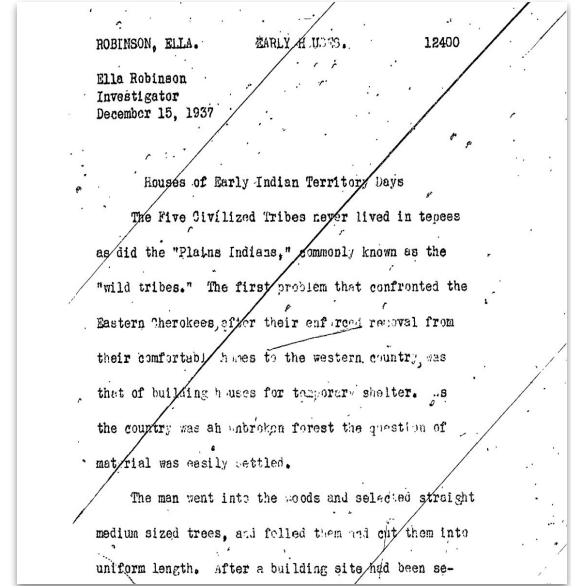 ROBINSON, ELLA. EARLY HOUSES. 12400
Ella Robinson
Investigator
December 15, 1937
Houses of Early Indian Territory Days
The Five Civilized Tribes never lived in tepees
as did the "Plains Indians," commonly known as the
"wild tribes." The first problem that confronted the
Eastern Cherokees, after their enforced removal from
their comfortable homes to the western country, was
that of building houses for temporary shelter. As
the country was an unbroken forest the question of
material was easily settled.
The man went into the woods and selected straight
medium sized trees, and felled them and cut them into
uniform length. After a building site had been se-